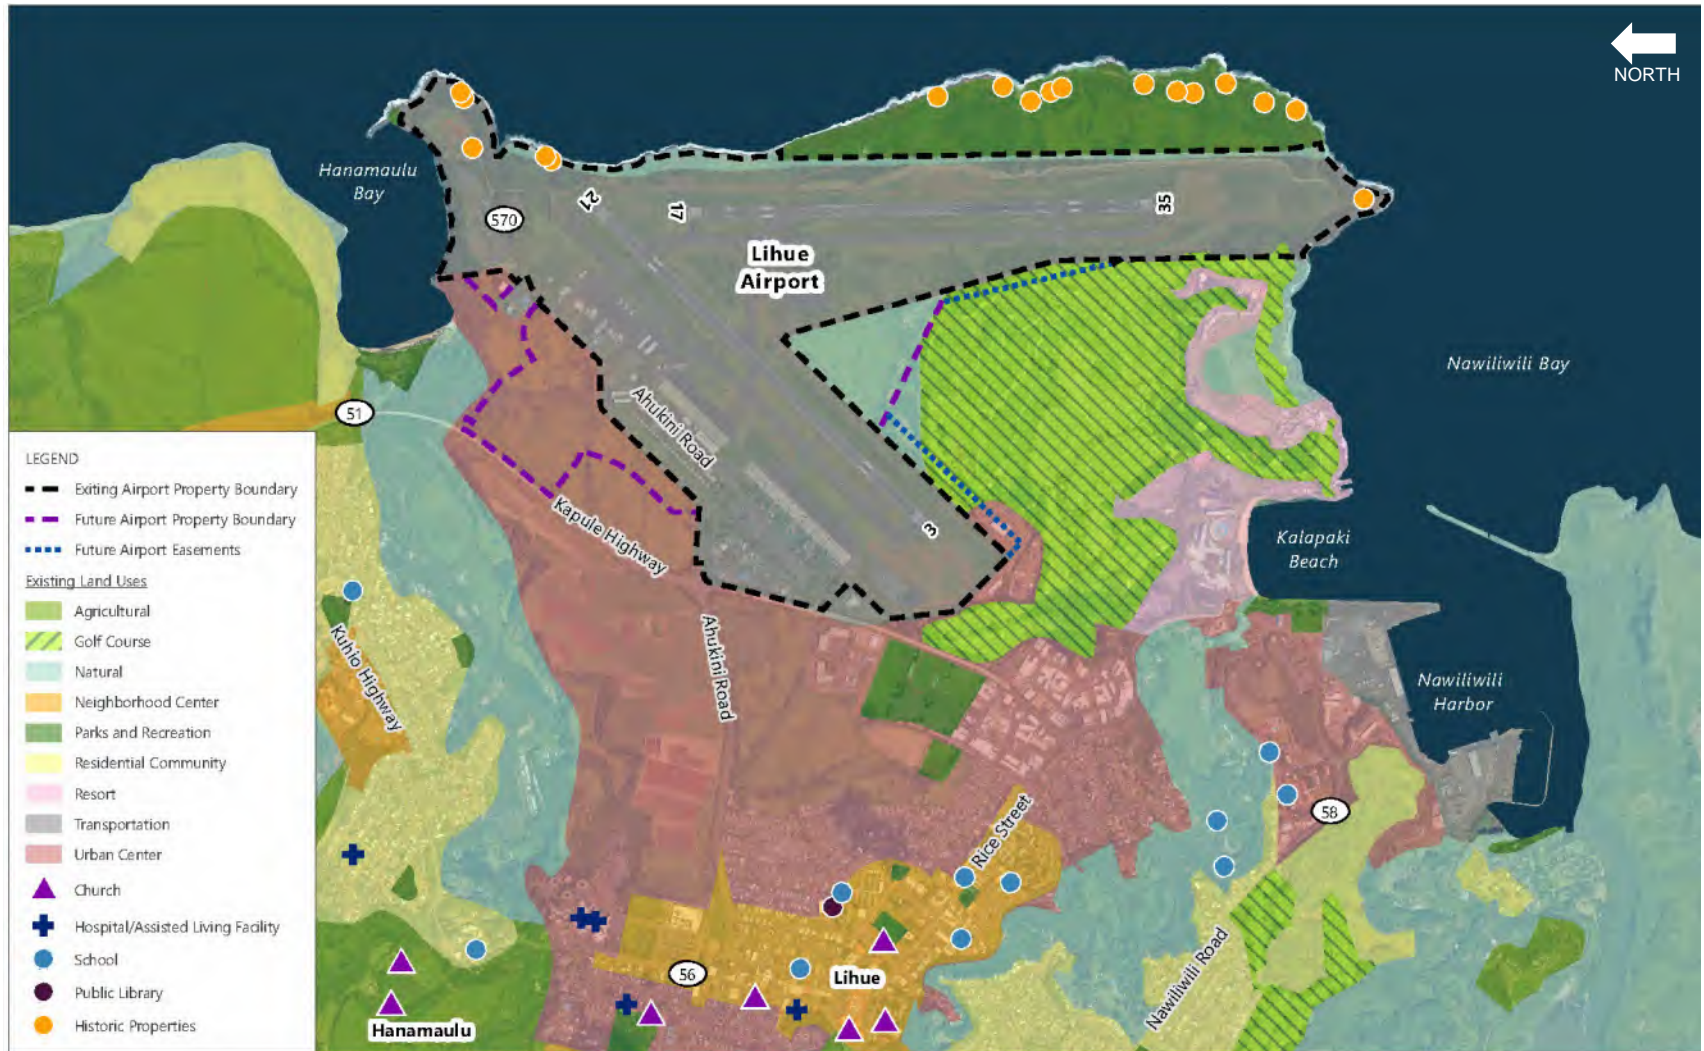 NORTH
Hanamaulu
Bay
570
21
17
35
Lihue
Airport
Nawiliwili Bay
51
Ahukini Road
3
Kapule Highway
Kalapaki
Beach
Ahukini Road
Kuhio Highway
Nawiliwili
Harbor
58
Rice Street
56
Lihue
Nawiliwili Road
Hanamaulu
LEGEND
Exiting Airport Property Boundary
Future Airport Property Boundary
Future Airport Easements
Existing Land Uses
Agricultural
Golf Course
Natural
Neighborhood Center
Parks and Recreation
Residential Community
Resort
Transportation
Urban Center
Church
Hospital/Assisted Living Facility
School
Public Library
Historic Properties